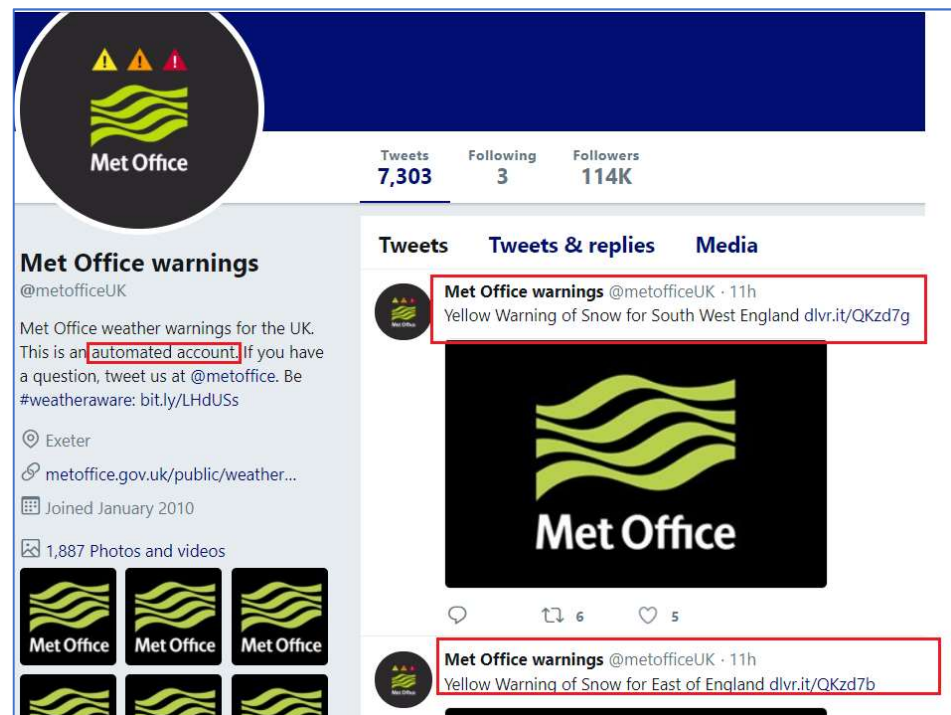 Met Office
Tweets
7,303
Following
3
Followers
114K
Met Office warnings
@metofficeUK
Met Office weather warnings for the UK.
This is an automated account. If you have
a question, tweet us at @metoffice. Be
#weatheraware: bit.ly/LHdUSs
Exeter
metoffice.gov.uk/public/weather...
Joined January 2010
1,887 Photos and videos
Met Office
Met Office
Met Office
Tweets
Tweets & replies
Media
Met Office warnings @metofficeUK · 11h
Yellow Warning of Snow for South West England dlvr.it/QKzd7g
Met Office
Met Office
6
5
Met Office warnings @metofficeUK · 11h
Yellow Warning of Snow for East of England dlvr.it/QKzd7b
Met Office